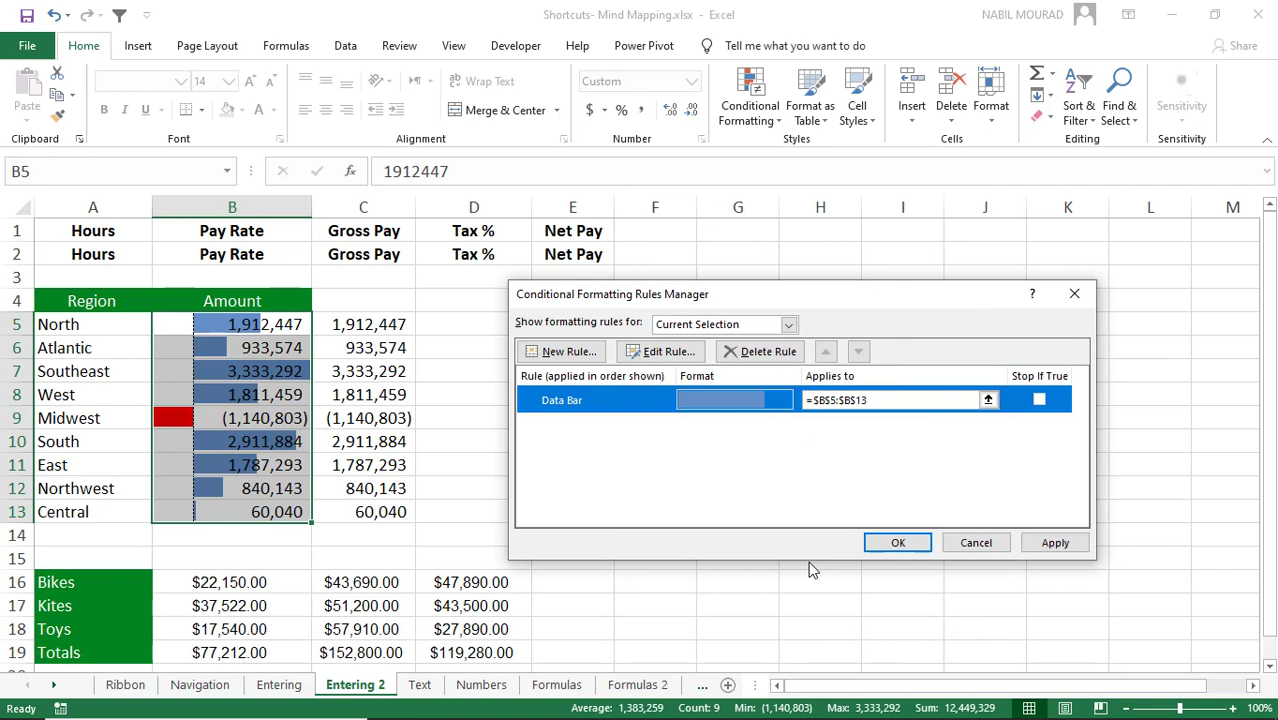 Shortcuts- Mind Mapping.xlsx - Excel
NABIL MOURAD
File Home Insert Page Layout Formulas Data Review View Developer Help Power Pivot Tell me what you want to do Share
Paste
Clipboard
14
B I U
Font
Wrap Text
Merge & Center
Alignment
Custom
$ % ,
Number
Conditional Formatting
Format as Table
Cell Styles
Styles
Insert Delete Format
Cells
Sort & Filter
Find & Select
Editing
Sensitivity
Sensitivity
B5 fx 1912447
A B C D E F G H I J K L M
1 Hours Pay Rate Gross Pay Tax % Net Pay
2 Hours Pay Rate Gross Pay Tax % Net Pay
3
4 Region Amount
5 North 1,912,447 1,912,447
6 Atlantic 933,574 933,574
7 Southeast 3,333,292 3,333,292
8 West 1,811,459 1,811,459
9 Midwest (1,140,803) (1,140,803)
10 South 2,911,884 2,911,884
11 East 1,787,293 1,787,293
12 Northwest 840,143 840,143
13 Central 60,040 60,040
14
15
16 Bikes $22,150.00 $43,690.00 $47,890.00
17 Kites $37,522.00 $51,200.00 $43,500.00
18 Toys $17,540.00 $57,910.00 $27,890.00
19 Totals $77,212.00 $152,800.00 $119,280.00
Conditional Formatting Rules Manager ?
Show formatting rules for: Current Selection
New Rule... Edit Rule... Delete Rule
Rule (applied in order shown) Format Applies to Stop If True
Data Bar =$B$5:$B$13
OK Cancel Apply
Ribbon Navigation Entering Entering 2 Text Numbers Formulas Formulas 2 ...
Ready Average: 1,383,259 Count: 9 Min: (1,140,803) Max: 3,333,292 Sum: 12,449,329 100%